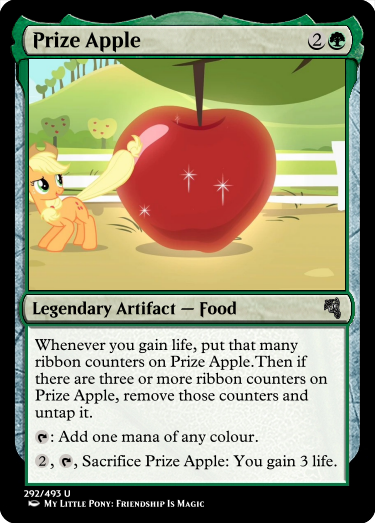 Prize Apple 2
Legendary Artifact — Food
Whenever you gain life, put that many
ribbon counters on Prize Apple.Then if
there are three or more ribbon counters on
Prize Apple, remove those counters and
untap it.
: Add one mana of any colour.
2, , Sacrifice Prize Apple: You gain 3 life.
292/493 U
My Little Pony: Friendship Is Magic